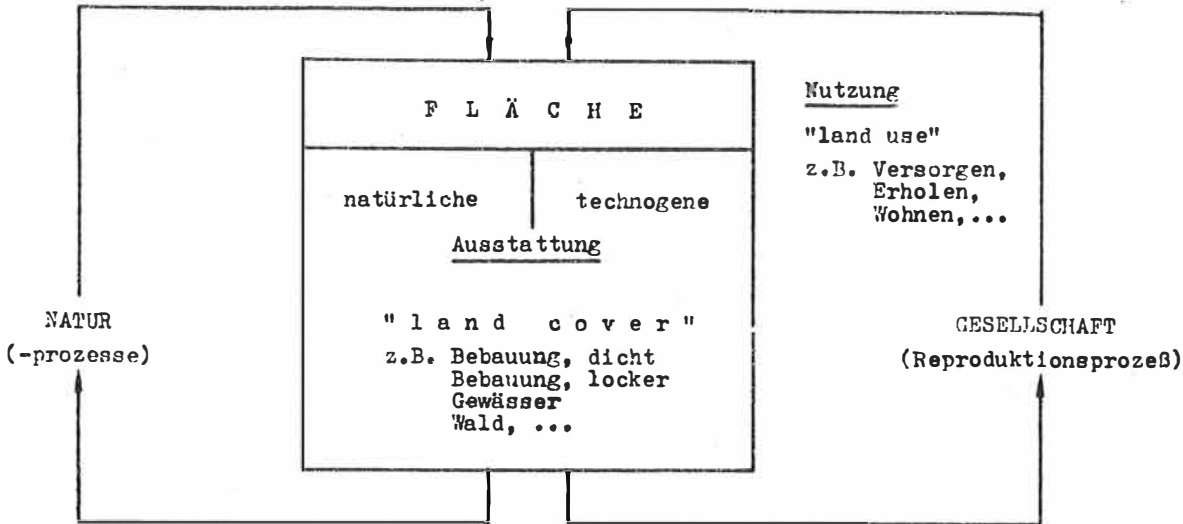 F L Ä C H E
natürliche
technogene
Ausstattung
"l a n d   c o v e r"
z.B. Bebauung, dicht
Bebauung, locker
Gewässer
Wald, ...
Nutzung
"land use"
z.B. Versorgen,
Erholen,
Wohnen,...
NATUR
(-prozesse)
GESELLSCHAFT
(Reproduktionsprozeß)